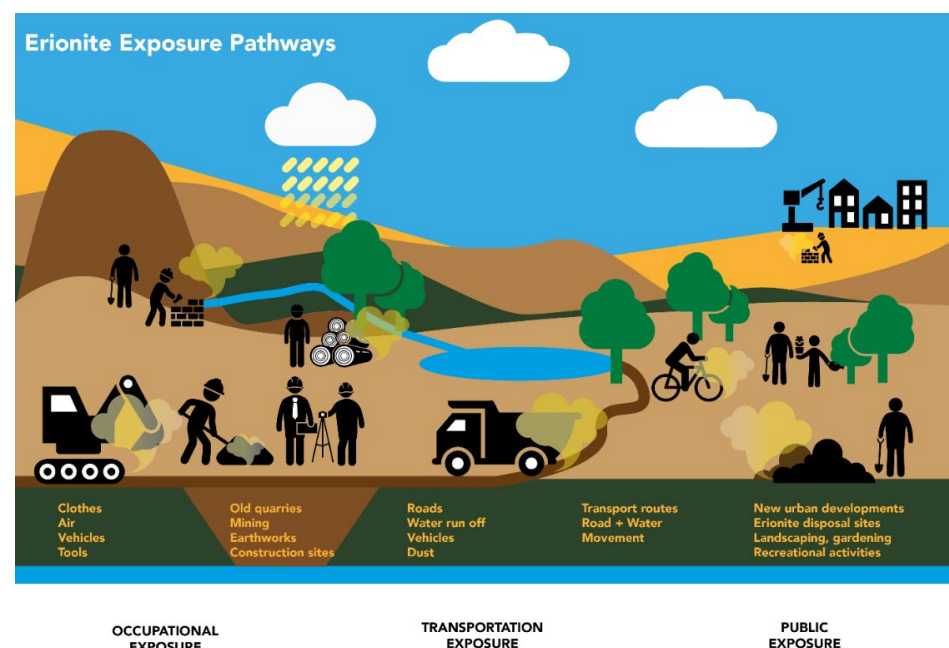 Erionite Exposure Pathways
Clothes
Air
Vehicles
Tools
Old quarries
Mining
Earthworks
Construction sites
Roads
Water run off
Vehicles
Dust
Transport routes
Road + Water
Movement
New urban developments
Erionite disposal sites
Landscaping, gardening
Recreational activities
OCCUPATIONAL
EXPOSURE
TRANSPORTATION
EXPOSURE
PUBLIC
EXPOSURE